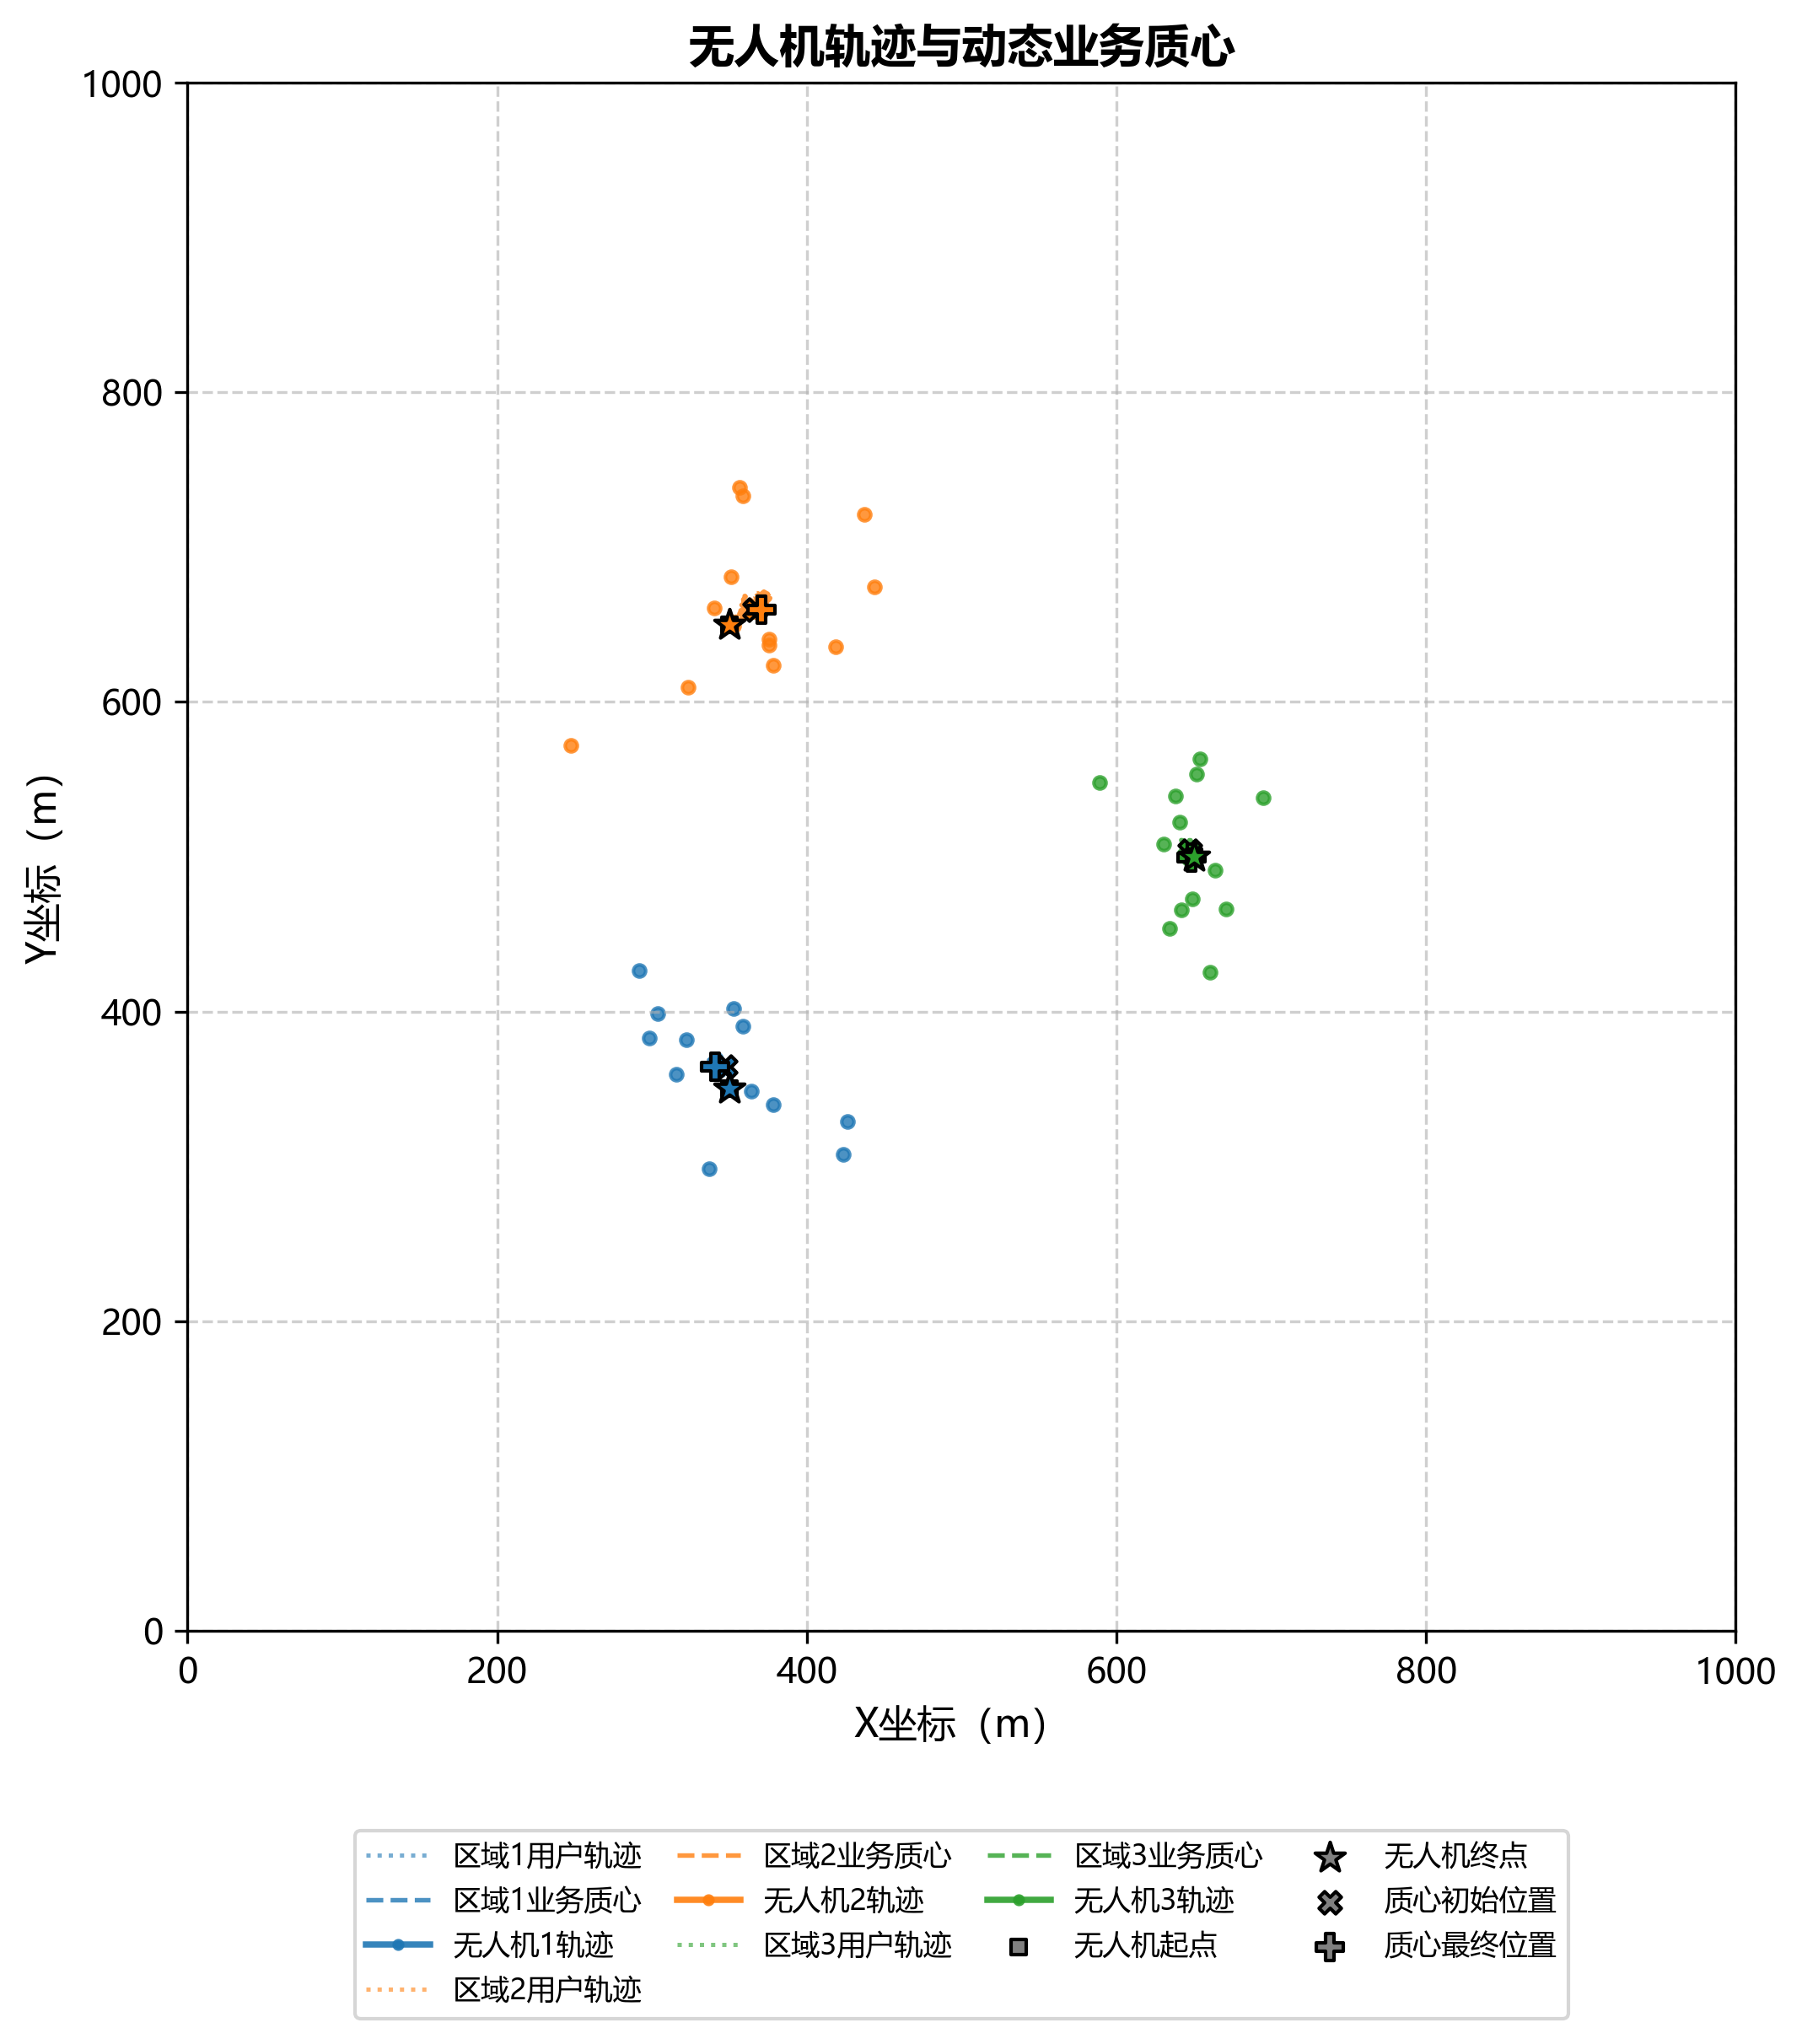 无人机轨迹与动态业务质心
1000
800
600
400
200
0
Y坐标（m）
0 200 400 600 800 1000
X坐标（m）
区域1用户轨迹 区域2业务质心 区域3业务质心 无人机终点
区域1业务质心 无人机2轨迹 无人机3轨迹 质心初始位置
无人机1轨迹 区域3用户轨迹 无人机起点 质心最终位置
区域2用户轨迹